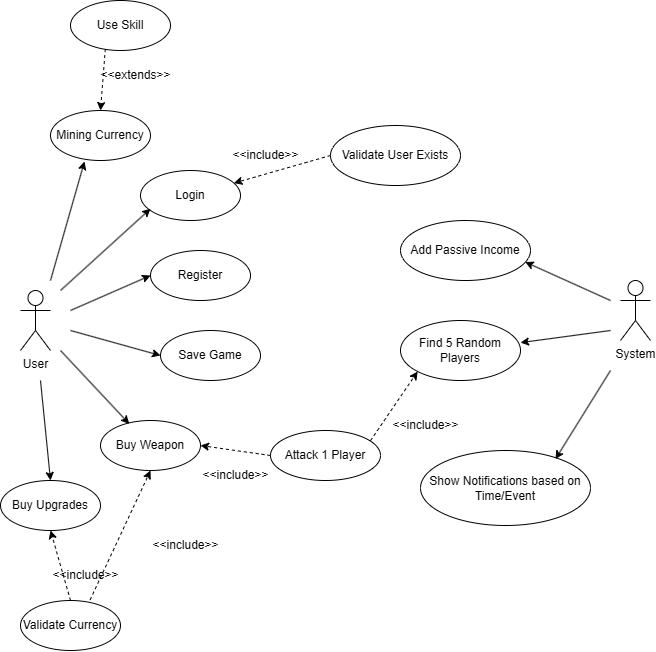 Use Skill
<<extends>>
Mining Currency
<<include>>
Validate User Exists
Login
Add Passive Income
Register
User
Save Game
Find 5 Random
Players
System
<<include>>
Buy Weapon
Attack 1 Player
<<include>>
Show Notifications based on
Time/Event
Buy Upgrades
<<include>>
<<include>>
Validate Currency